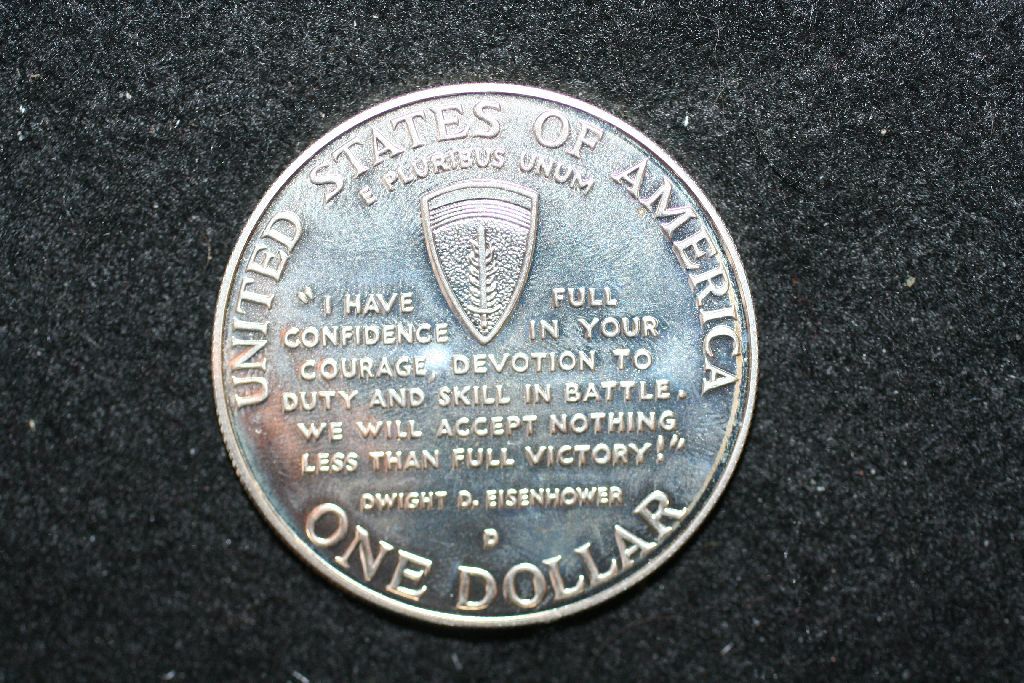 UNITED STATES OF AMERICA
E PLURIBUS UNUM
"I HAVE FULL
CONFIDENCE IN YOUR
COURAGE, DEVOTION TO
DUTY AND SKILL IN BATTLE.
WE WILL ACCEPT NOTHING
LESS THAN FULL VICTORY!"
DWIGHT D. EISENHOWER
D
ONE DOLLAR